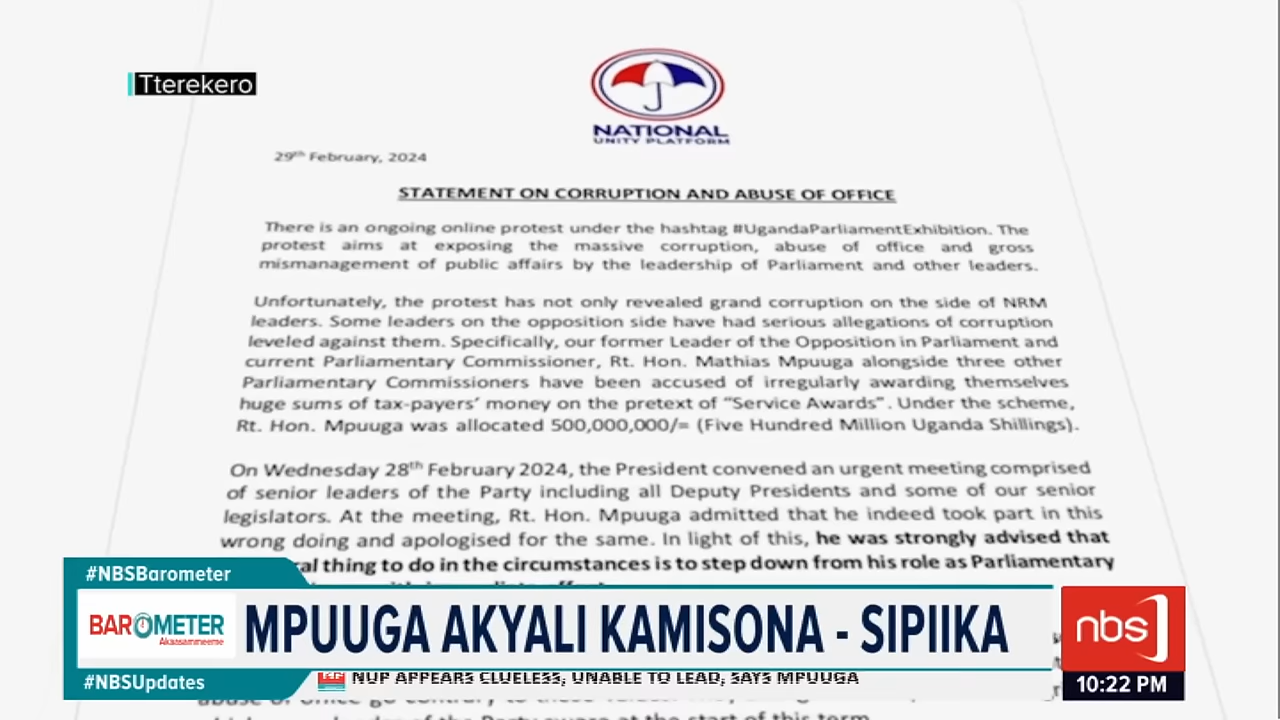 Tterekero
NATIONAL
UNITY PLATFORM
29th February, 2024
STATEMENT ON CORRUPTION AND ABUSE OF OFFICE
There is an ongoing online protest under the hashtag #UgandaParliamentExhibition. The
protest aims at exposing the massive corruption, abuse of office and gross
mismanagement of public affairs by the leadership of Parliament and other leaders.
Unfortunately, the protest has not only revealed grand corruption on the side of NRM
leaders. Some leaders on the opposition side have had serious allegations of corruption
leveled against them. Specifically, our former Leader of the Opposition in Parliament and
current Parliamentary Commissioner, Rt. Hon. Mathias Mpuuga alongside three other
Parliamentary Commissioners have been accused of irregularly awarding themselves
huge sums of tax-payers' money on the pretext of "Service Awards". Under the scheme,
Rt. Hon. Mpuuga was allocated 500,000,000/= (Five Hundred Million Uganda Shillings).
On Wednesday 28th February 2024, the President convened an urgent meeting comprised
of senior leaders of the Party including all Deputy Presidents and some of our senior
legislators. At the meeting, Rt. Hon. Mpuuga admitted that he indeed took part in this
wrong doing and apologised for the same. In light of this, he was strongly advised that
thing to do in the circumstances is to step down from his role as Parliamentary
#NBSBarometer
BAROMETER
Akaasammeeme
MPUUGA AKYALI KAMISONA - SIPIIKA
nbs
#NBSUpdates
NUP APPEARS CLUELESS, UNABLE TO LEAD, SAYS MPUUGA
10:22 PM